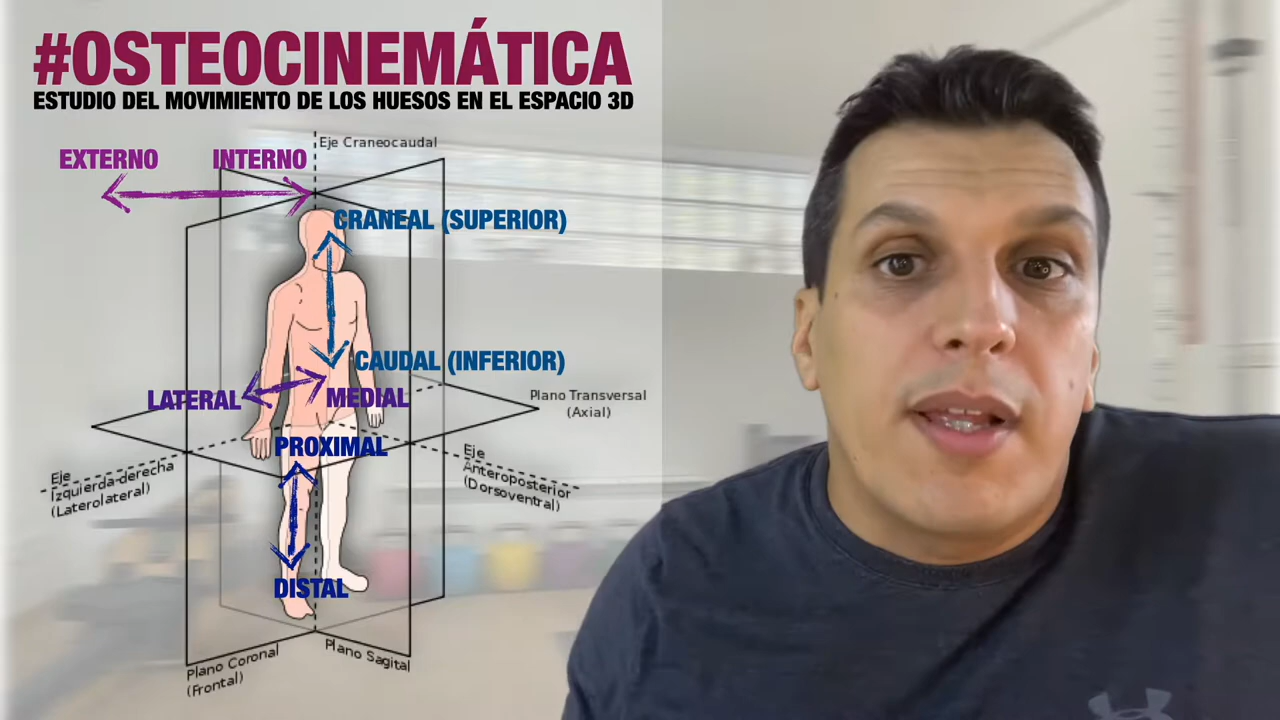 #OSTEOCINEMÁTICA
ESTUDIO DEL MOVIMIENTO DE LOS HUESOS EN EL ESPACIO 3D
Eje Craneocaudal
EXTERNO
INTERNO
CRANEAL (SUPERIOR)
CAUDAL (INFERIOR)
LATERAL
MEDIAL
Plano Transversal
(Axial)
PROXIMAL
Eje
Izquierda-derecha
(Laterolateral)
Eje
Anteroposterior
(Dorsoventral)
DISTAL
Plano Coronal
(Frontal)
Plano Sagital